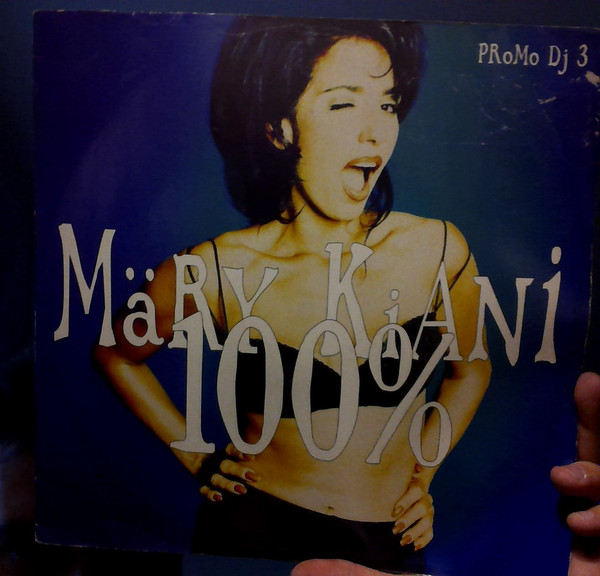 PRoMo Dj 3
MäRY KiANi
100%